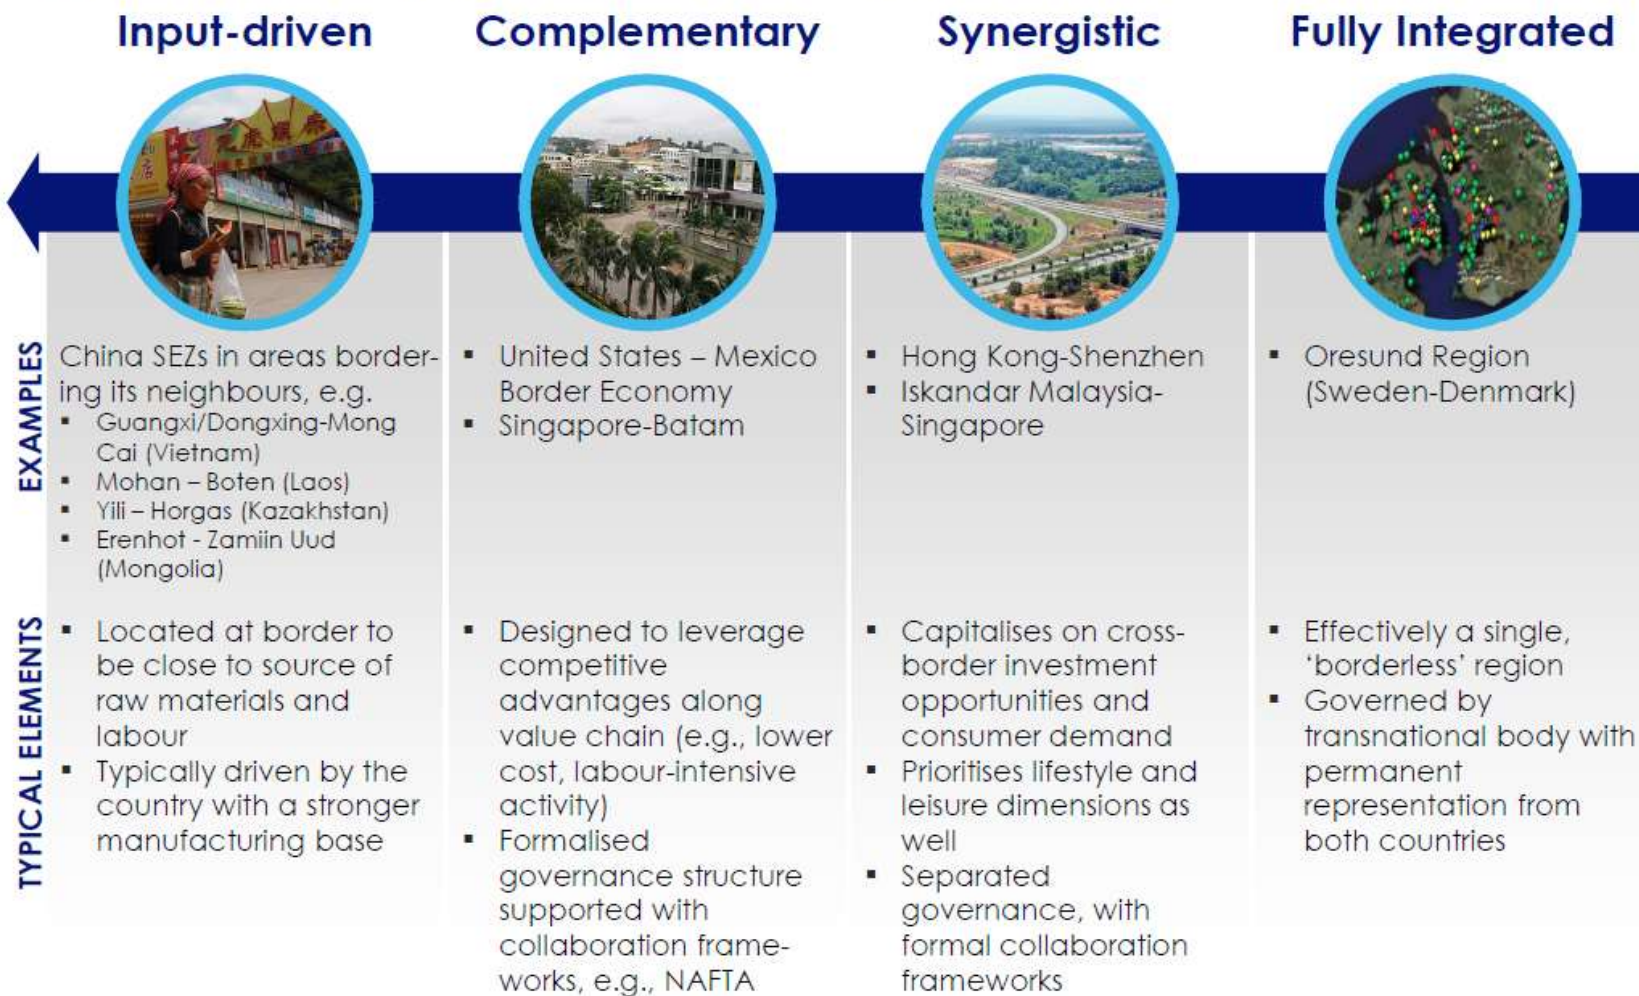 Input-driven
Complementary
Synergistic
Fully Integrated
EXAMPLES
China SEZs in areas border-
ing its neighbours, e.g.
▪ Guangxi/Dongxing-Mong
Cai (Vietnam)
▪ Mohan – Boten (Laos)
▪ Yili – Horgas (Kazakhstan)
▪ Erenhot - Zamiin Uud
(Mongolia)
▪ United States – Mexico
Border Economy
▪ Singapore-Batam
▪ Hong Kong-Shenzhen
▪ Iskandar Malaysia-
Singapore
▪ Oresund Region
(Sweden-Denmark)
TYPICAL ELEMENTS
▪ Located at border to
be close to source of
raw materials and
labour
▪ Typically driven by the
country with a stronger
manufacturing base
▪ Designed to leverage
competitive
advantages along
value chain (e.g., lower
cost, labour-intensive
activity)
▪ Formalised
governance structure
supported with
collaboration frame-
works, e.g., NAFTA
▪ Capitalises on cross-
border investment
opportunities and
consumer demand
▪ Prioritises lifestyle and
leisure dimensions as
well
▪ Separated
governance, with
formal collaboration
frameworks
▪ Effectively a single,
‘borderless’ region
▪ Governed by
transnational body with
permanent
representation from
both countries